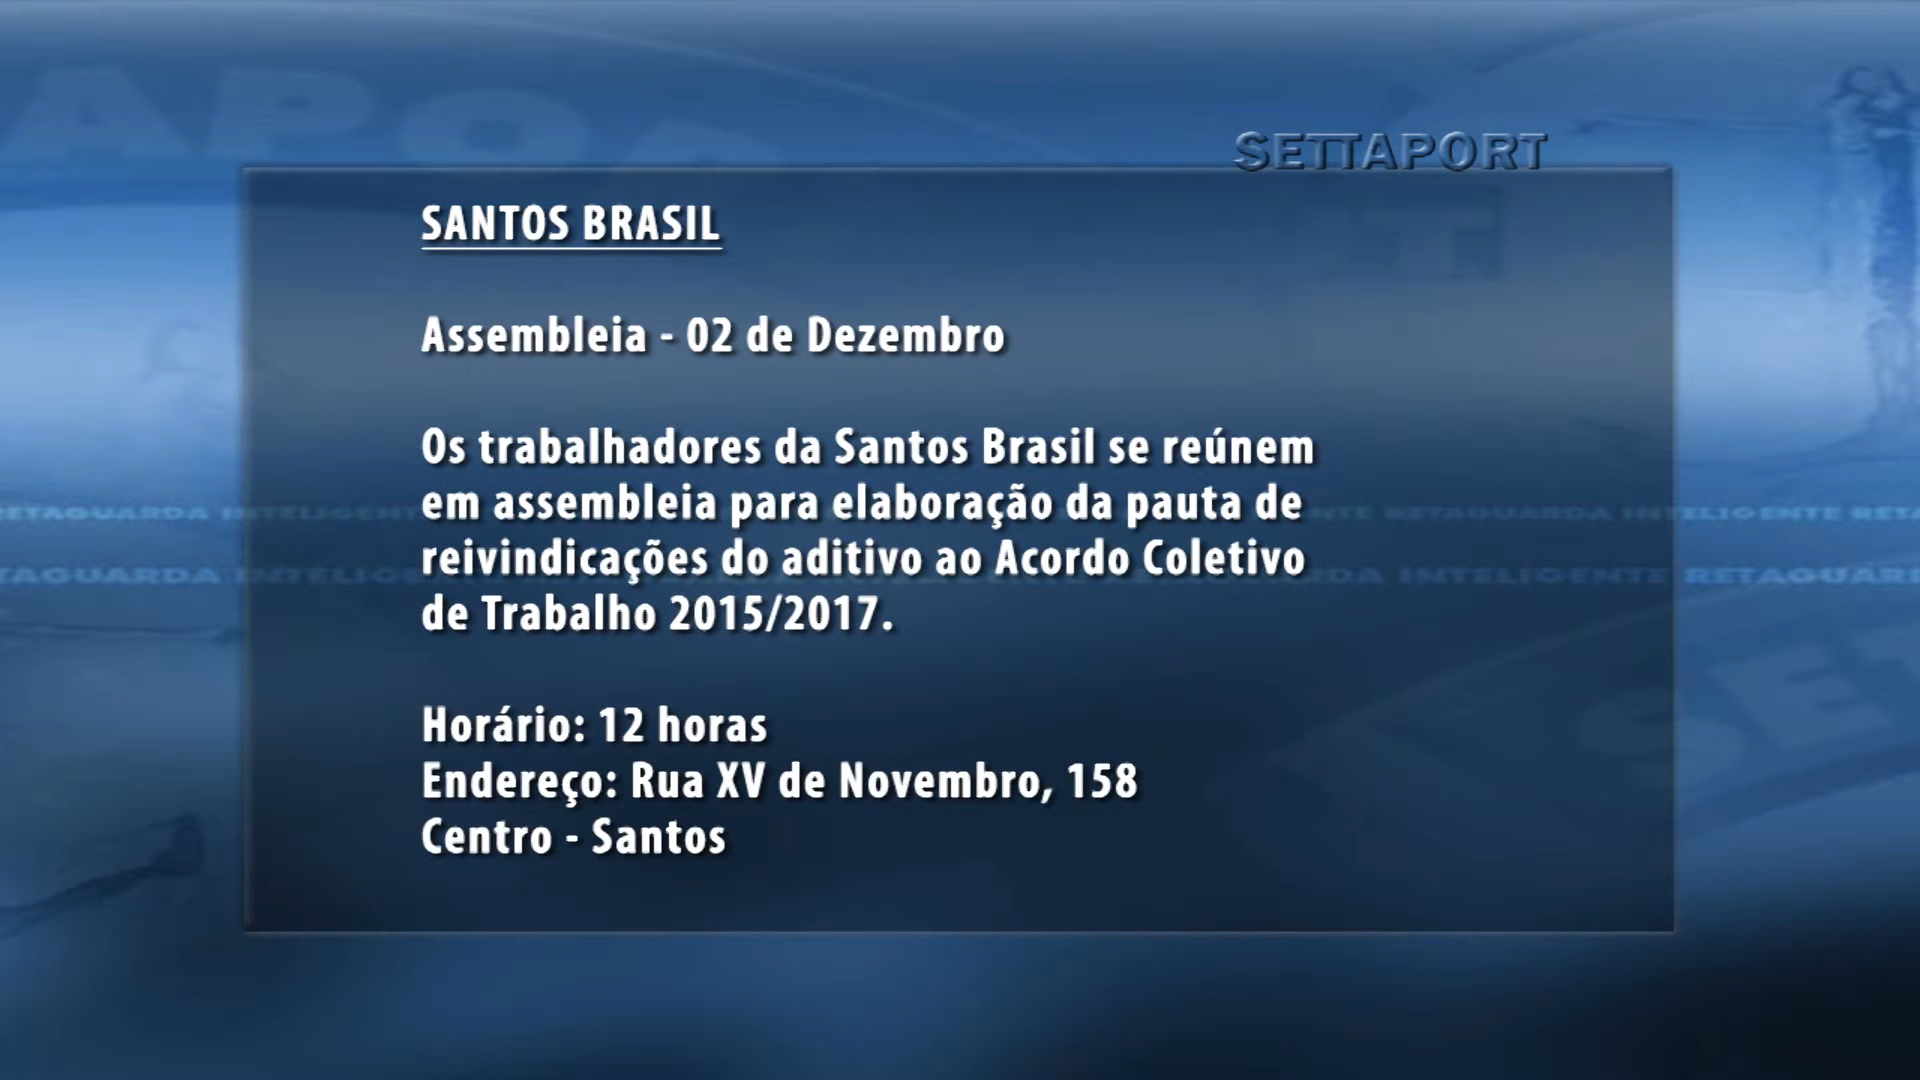 SETTAPORT
SANTOS BRASIL
Assembleia - 02 de Dezembro
Os trabalhadores da Santos Brasil se reúnem
em assembleia para elaboração da pauta de
reivindicações do aditivo ao Acordo Coletivo
de Trabalho 2015/2017.
Horário: 12 horas
Endereço: Rua XV de Novembro, 158
Centro - Santos